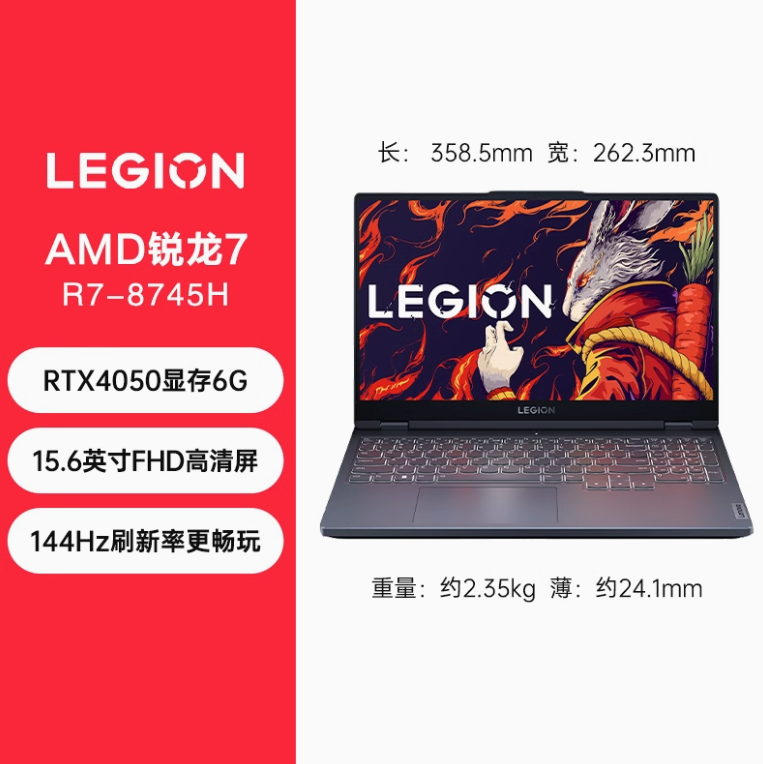 LEGION
AMD锐龙7
R7-8745H
RTX4050显存6G
15.6英寸FHD高清屏
144Hz刷新率更畅玩
长： 358.5mm 宽：262.3mm
LEGION
LEGION
Lenovo
重量：约2.35kg 薄：约24.1mm